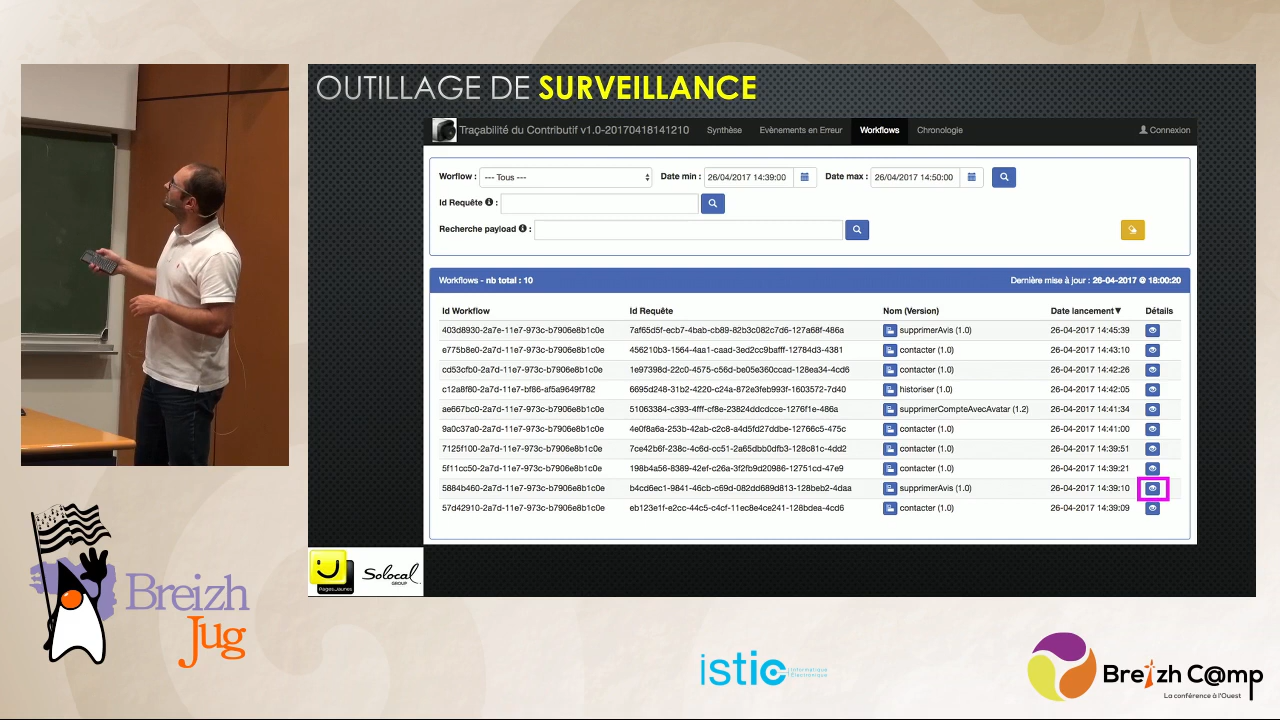 OUTILLAGE DE SURVEILLANCE
Traçabilité du Contributif v1.0-20170418141210 Synthèse Evènements en Erreur Workflows Chronologie Connexion
Worflow : --- Tous --- Date min : 26/04/2017 14:39:00 Date max : 26/04/2017 14:50:00
Id Requête :
Recherche payload :
Workflows - nb total : 10 Dernière mise à jour : 26-04-2017 @ 18:00:20
Id Workflow Id Requête Nom (Version) Date lancement▼ Détails
403d8930-2a7e-11e7-973c-b7906e8b1c0e 7af65d5f-ecb7-4bab-cb89-82b3c082c7d6-127a68f-486a supprimerAvis (1.0) 26-04-2017 14:45:39
e775b8e0-2a7d-11e7-973c-b7906e8b1c0e 456210b3-1564-4aa1-caad-3ed2cc9bafff-12784d3-4381 contacter (1.0) 26-04-2017 14:43:10
cd53cfb0-2a7d-11e7-973c-b7906e8b1c0e 1e97398d-22c0-4575-c56d-be05e360ccad-128ea34-4cd6 contacter (1.0) 26-04-2017 14:42:26
c12a8f80-2a7d-11e7-bf86-af5a9649f782 6695d248-31b2-4220-c24a-872e3feb993f-1603572-7d40 historiser (1.0) 26-04-2017 14:42:05
ae667bc0-2a7d-11e7-973c-b7906e8b1c0e 51063384-c393-4fff-cf8e-23824ddcdcce-1276f1e-486a supprimerCompteAvecAvatar (1.2) 26-04-2017 14:41:34
9a0c37a0-2a7d-11e7-973c-b7906e8b1c0e 4e0f8a6a-253b-42ab-c2c8-a4d5fd27ddbe-12766c5-475c contacter (1.0) 26-04-2017 14:41:00
7125f100-2a7d-11e7-973c-b7906e8b1c0e 7ce42b6f-238c-4c6d-cc51-2a65dbb0dfb3-128c81c-4dd2 contacter (1.0) 26-04-2017 14:39:51
5f11cc50-2a7d-11e7-973c-b7906e8b1c0e 198b4a56-8389-42ef-c26a-3f2fb9d20986-12751cd-47e9 contacter (1.0) 26-04-2017 14:39:21
5884b460-2a7d-11e7-973c-b7906e8b1c0e b4cd6ec1-9841-46cb-c69d-082dd689d813-128beb2-4daa supprimerAvis (1.0) 26-04-2017 14:39:10
57d42910-2a7d-11e7-973c-b7906e8b1c0e eb123e1f-e2cc-44c5-c4cf-11ec8e4ce241-128bdea-4cd6 contacter (1.0) 26-04-2017 14:39:09
PagesJaunes
Solocal
GROUP
Breizh
Jug
istic Informatique
Électronique
Breizh C@mp
La conférence à l'Ouest